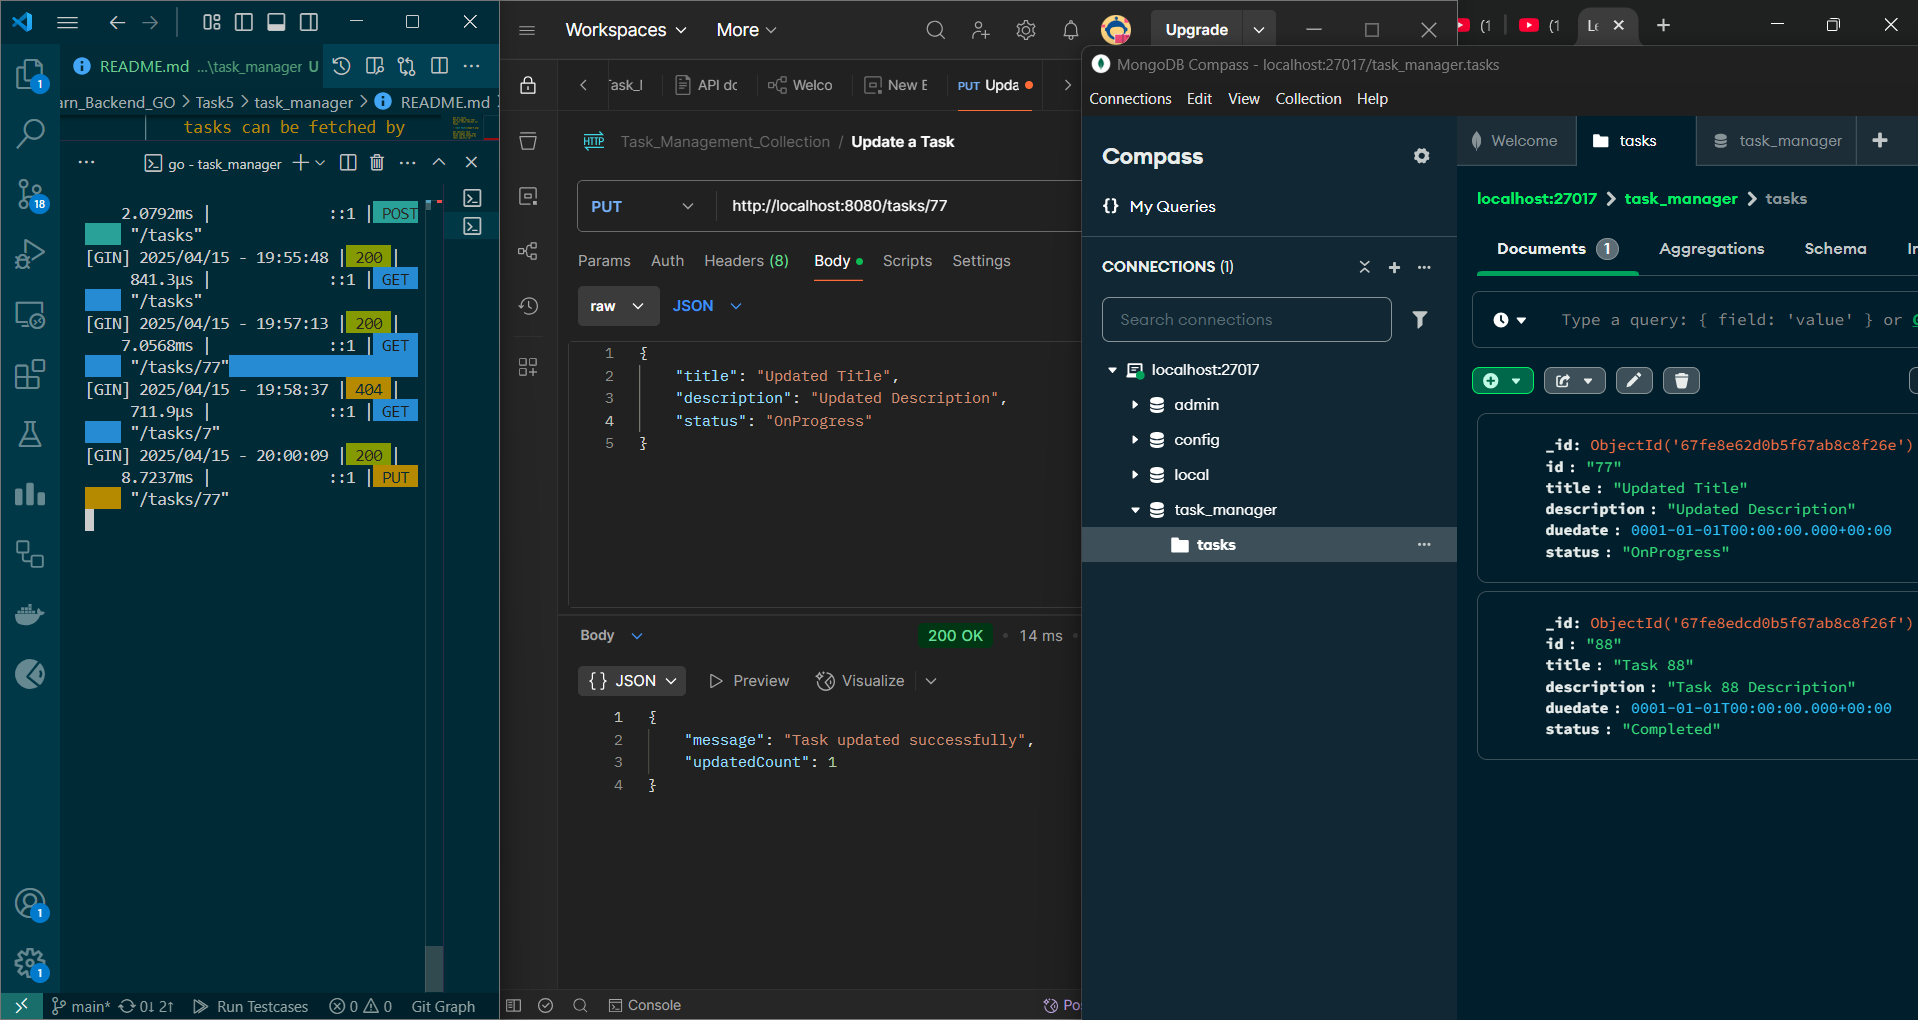 README.md ...\task_manager U
arn_Backend_GO > Task5 > task_manager > README.md
tasks can be fetched by
go - task_manager
2.0792ms | ::1 | POST
"/tasks"
[GIN] 2025/04/15 - 19:55:48 | 200 |
841.3µs | ::1 | GET
"/tasks"
[GIN] 2025/04/15 - 19:57:13 | 200 |
7.0568ms | ::1 | GET
"/tasks/77"
[GIN] 2025/04/15 - 19:58:37 | 404 |
711.9µs | ::1 | GET
"/tasks/7"
[GIN] 2025/04/15 - 20:00:09 | 200 |
8.7237ms | ::1 | PUT
"/tasks/77"
1
18
1
1
main* 0↓ 2↑ Run Testcases 0 0 Git Graph
Workspaces More Upgrade
Task_I API dc Welco New E PUT Upda
HTTP Task_Management_Collection / Update a Task
PUT http://localhost:8080/tasks/77
Params Auth Headers (8) Body Scripts Settings
raw JSON
1 {
2 "title": "Updated Title",
3 "description": "Updated Description",
4 "status": "OnProgress"
5 }
Body 200 OK 14 ms
{} JSON Preview Visualize
1 {
2 "message": "Task updated successfully",
3 "updatedCount": 1
4 }
Console Po
(1 (1 Le
MongoDB Compass - localhost:27017/task_manager.tasks
Connections Edit View Collection Help
Compass
{} My Queries
CONNECTIONS (1)
Search connections
localhost:27017
admin
config
local
task_manager
tasks
Welcome tasks task_manager
localhost:27017 > task_manager > tasks
Documents 1 Aggregations Schema In
Type a query: { field: 'value' } or G
_id: ObjectId('67fe8e62d0b5f67ab8c8f26e')
id : "77"
title : "Updated Title"
description : "Updated Description"
duedate : 0001-01-01T00:00:00.000+00:00
status : "OnProgress"
_id: ObjectId('67fe8edcd0b5f67ab8c8f26f')
id : "88"
title : "Task 88"
description : "Task 88 Description"
duedate : 0001-01-01T00:00:00.000+00:00
status : "Completed"